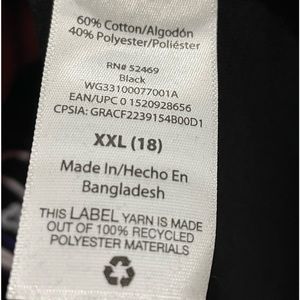 60% Cotton/Algodón
40% Polyester/Poliéster
RN# 52469
Black
WG33100077001A
EAN/UPC 0 1520928656
CPSIA: GRACF2239154B00D1
XXL (18)
Made In/Hecho En
Bangladesh
THIS LABEL YARN IS MADE
OUT OF 100% RECYCLED
POLYESTER MATERIALS